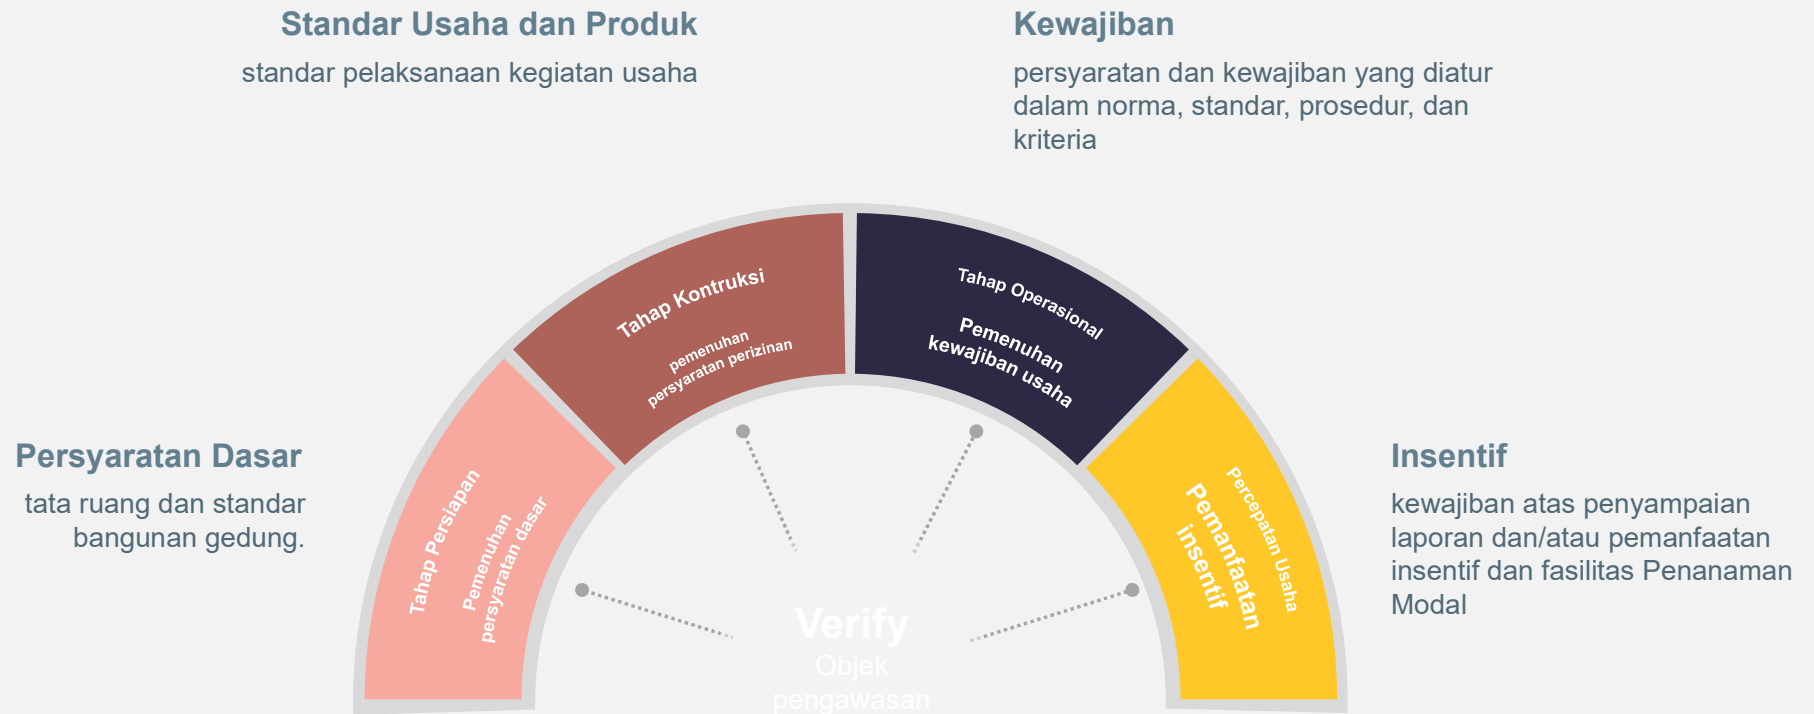 Standar Usaha dan Produk
standar pelaksanaan kegiatan usaha
Kewajiban
persyaratan dan kewajiban yang diatur
dalam norma, standar, prosedur, dan
kriteria
Persyaratan Dasar
tata ruang dan standar
bangunan gedung.
Tahap Persiapan
Pemenuhan
persyaratan dasar
Tahap Kontruksi
pemenuhan
persyaratan perizinan
Tahap Operasional
Pemenuhan
kewajiban usaha
Percepatan Usaha
Pemanfaatan
insentif
Insentif
kewajiban atas penyampaian
laporan dan/atau pemanfaatan
insentif dan fasilitas Penanaman
Modal
Verify
Objek
pengawasan